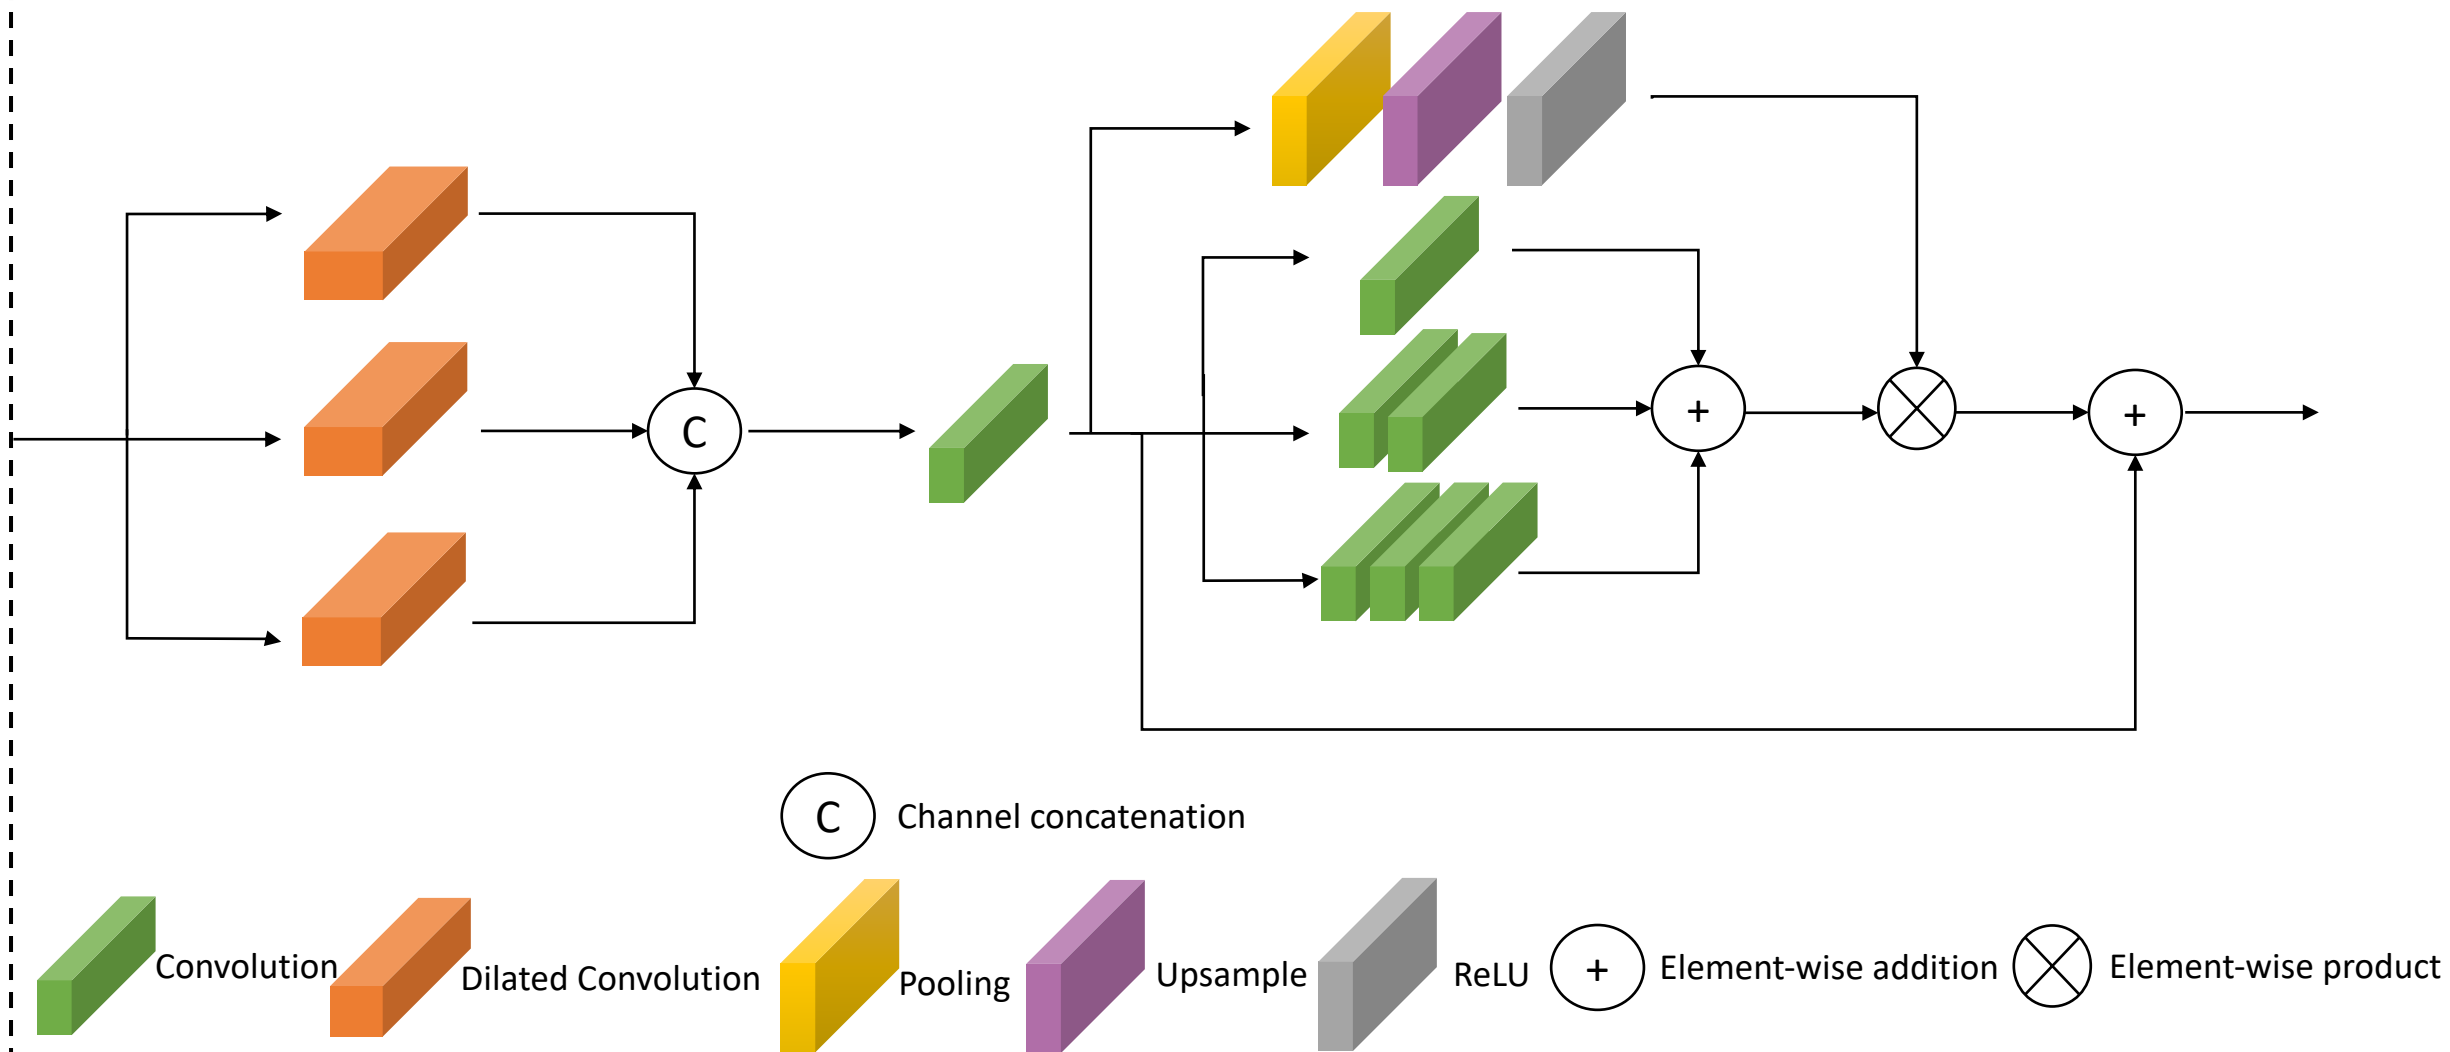 C
+
+
C Channel concatenation
Convolution
Dilated Convolution
Pooling
Upsample
ReLU
+ Element-wise addition
Element-wise product